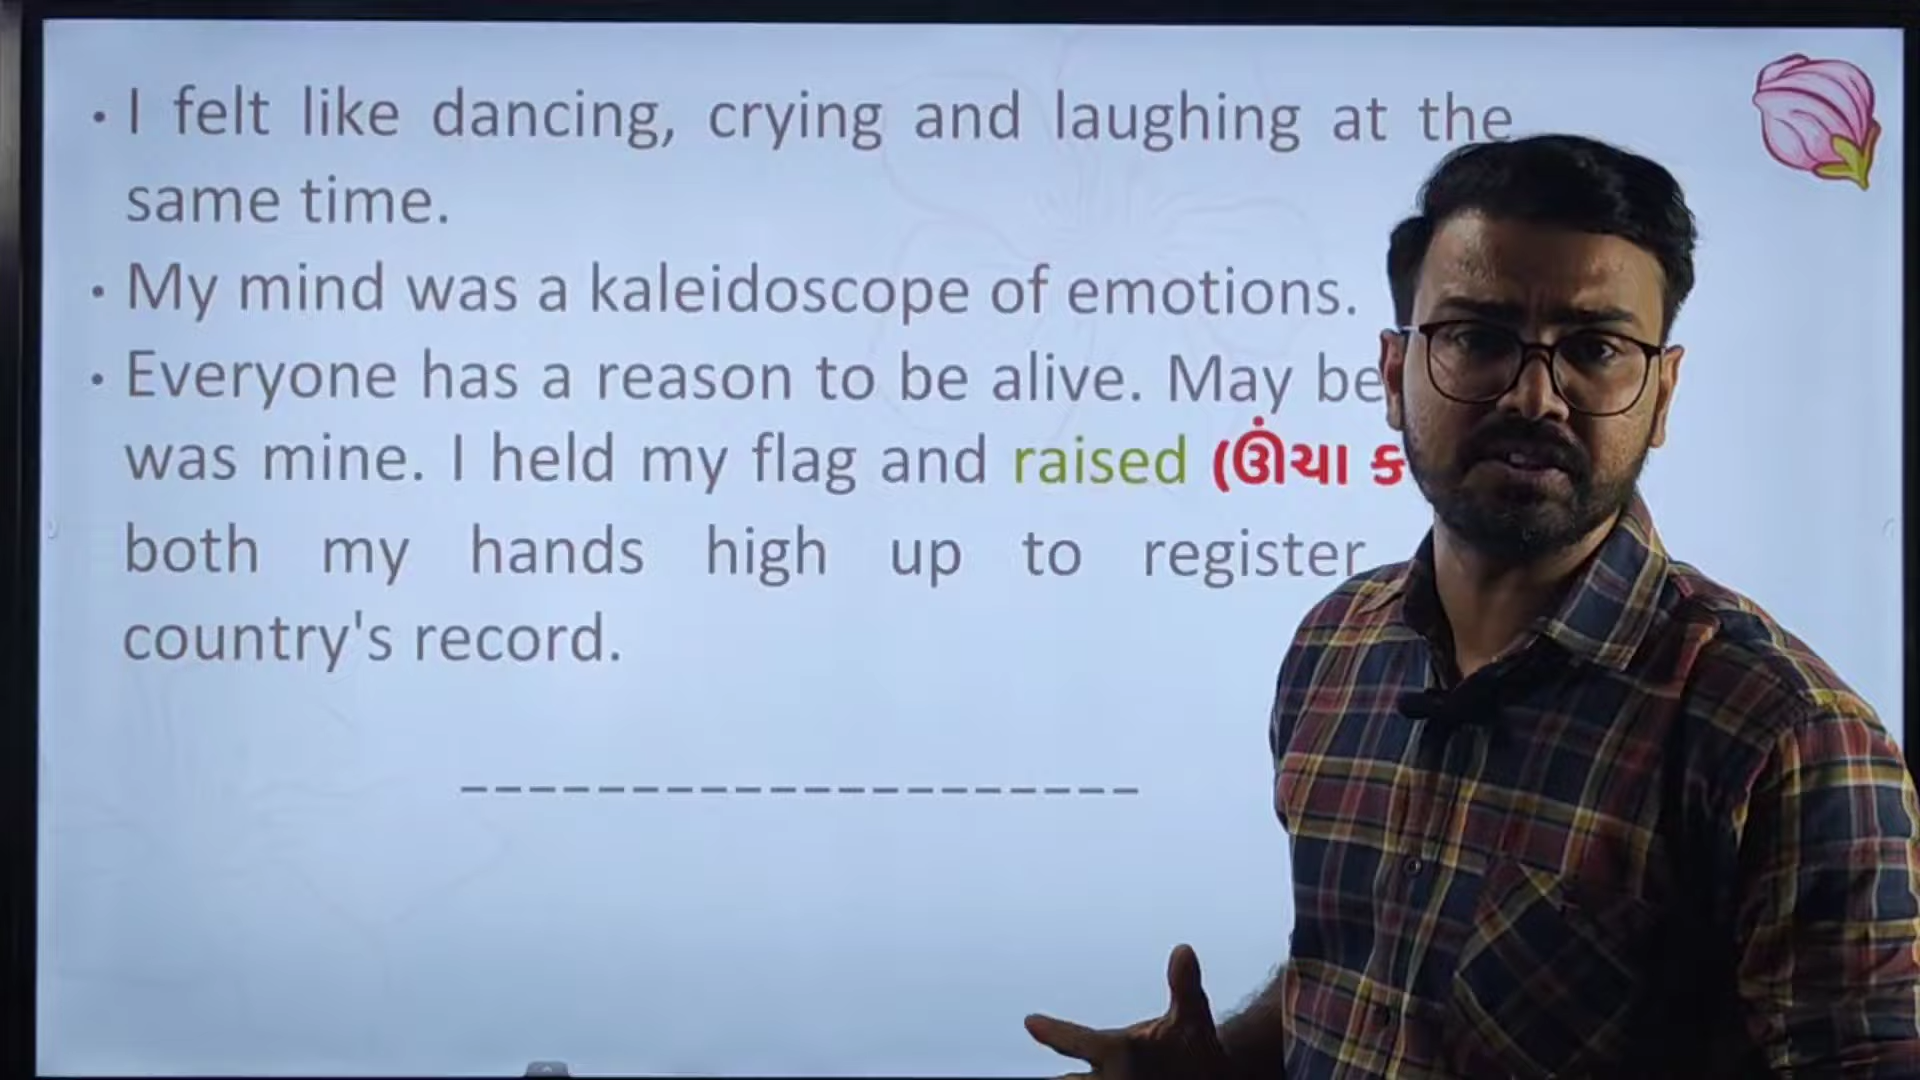 • I felt like dancing, crying and laughing at the
same time.
• My mind was a kaleidoscope of emotions.
• Everyone has a reason to be alive. May be
was mine. I held my flag and raised (ઊંચા
both my hands high up to register
country's record.
--------------------